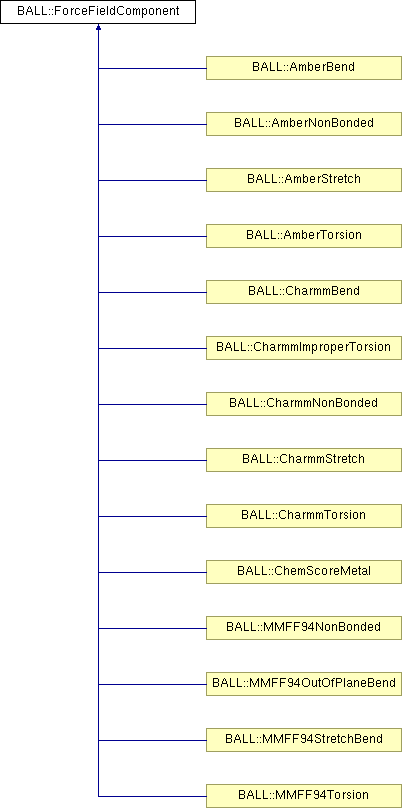 BALL::ForceFieldComponent
BALL::AmberBend
BALL::AmberNonBonded
BALL::AmberStretch
BALL::AmberTorsion
BALL::CharmmBend
BALL::CharmmImproperTorsion
BALL::CharmmNonBonded
BALL::CharmmStretch
BALL::CharmmTorsion
BALL::ChemScoreMetal
BALL::MMFF94NonBonded
BALL::MMFF94OutOfPlaneBend
BALL::MMFF94StretchBend
BALL::MMFF94Torsion